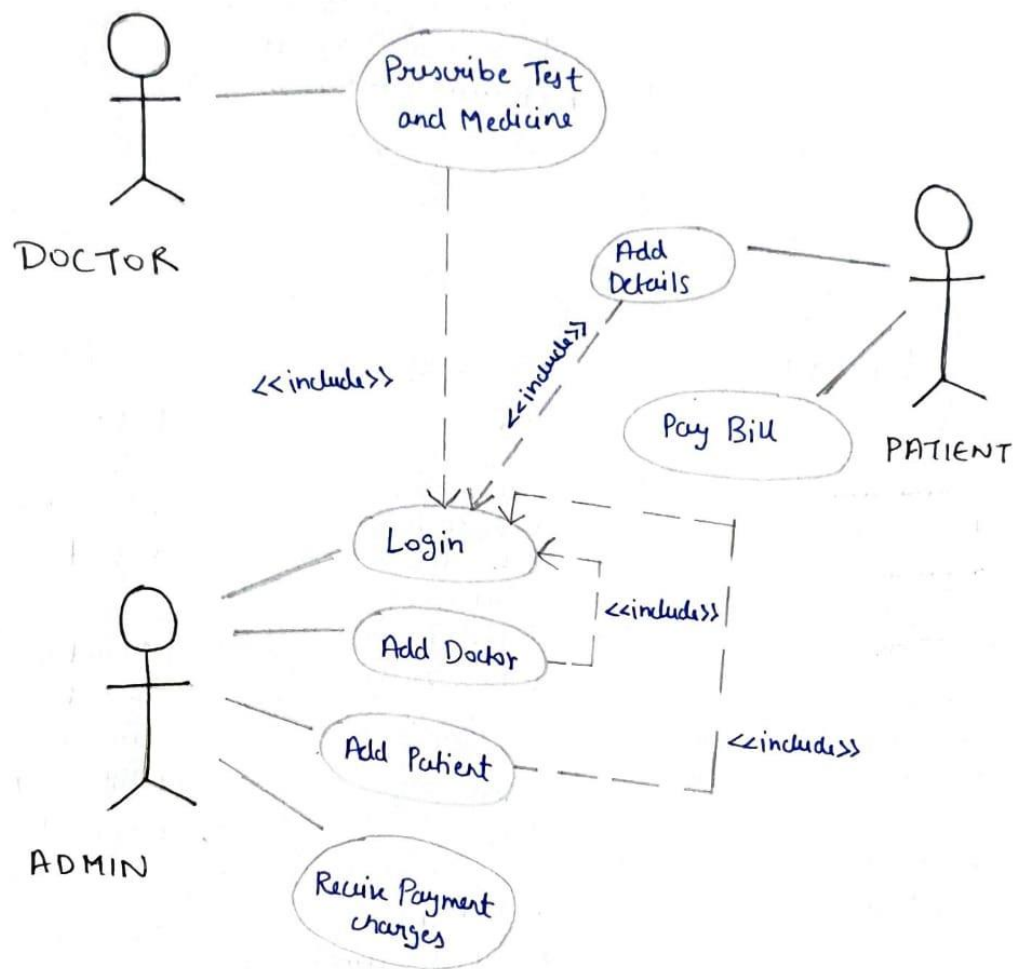 Prescribe Test
and Medicine
DOCTOR
Add
Details
<<include>>
<<include>>
Pay Bill
PATIENT
Login
<<include>>
Add Doctor
Add Patient
<<include>>
ADMIN
Receive Payment
charges